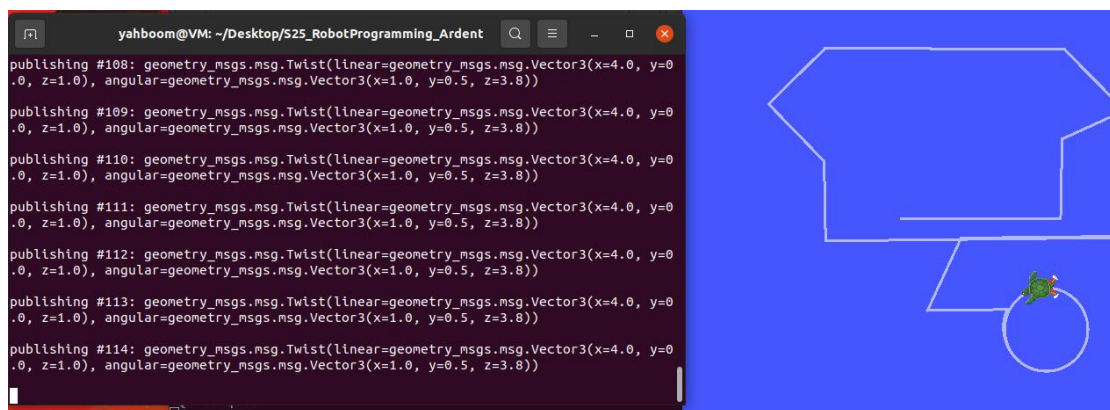 yahboom@VM: ~/Desktop/S25_RobotProgramming_Ardent
publishing #108: geometry_msgs.msg.Twist(linear=geometry_msgs.msg.Vector3(x=4.0, y=0
.0, z=1.0), angular=geometry_msgs.msg.Vector3(x=1.0, y=0.5, z=3.8))
publishing #109: geometry_msgs.msg.Twist(linear=geometry_msgs.msg.Vector3(x=4.0, y=0
.0, z=1.0), angular=geometry_msgs.msg.Vector3(x=1.0, y=0.5, z=3.8))
publishing #110: geometry_msgs.msg.Twist(linear=geometry_msgs.msg.Vector3(x=4.0, y=0
.0, z=1.0), angular=geometry_msgs.msg.Vector3(x=1.0, y=0.5, z=3.8))
publishing #111: geometry_msgs.msg.Twist(linear=geometry_msgs.msg.Vector3(x=4.0, y=0
.0, z=1.0), angular=geometry_msgs.msg.Vector3(x=1.0, y=0.5, z=3.8))
publishing #112: geometry_msgs.msg.Twist(linear=geometry_msgs.msg.Vector3(x=4.0, y=0
.0, z=1.0), angular=geometry_msgs.msg.Vector3(x=1.0, y=0.5, z=3.8))
publishing #113: geometry_msgs.msg.Twist(linear=geometry_msgs.msg.Vector3(x=4.0, y=0
.0, z=1.0), angular=geometry_msgs.msg.Vector3(x=1.0, y=0.5, z=3.8))
publishing #114: geometry_msgs.msg.Twist(linear=geometry_msgs.msg.Vector3(x=4.0, y=0
.0, z=1.0), angular=geometry_msgs.msg.Vector3(x=1.0, y=0.5, z=3.8))